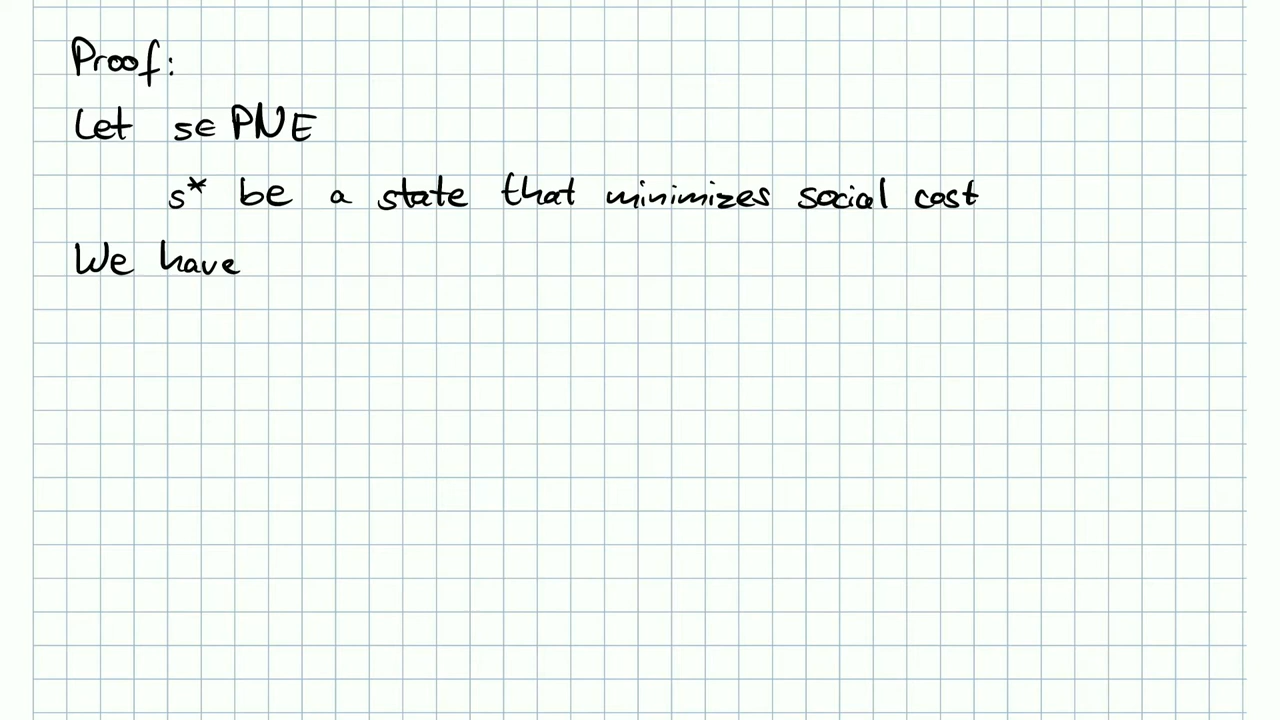 Proof:
Let s∈ PNE
s* be a state that minimizes social cost
We have